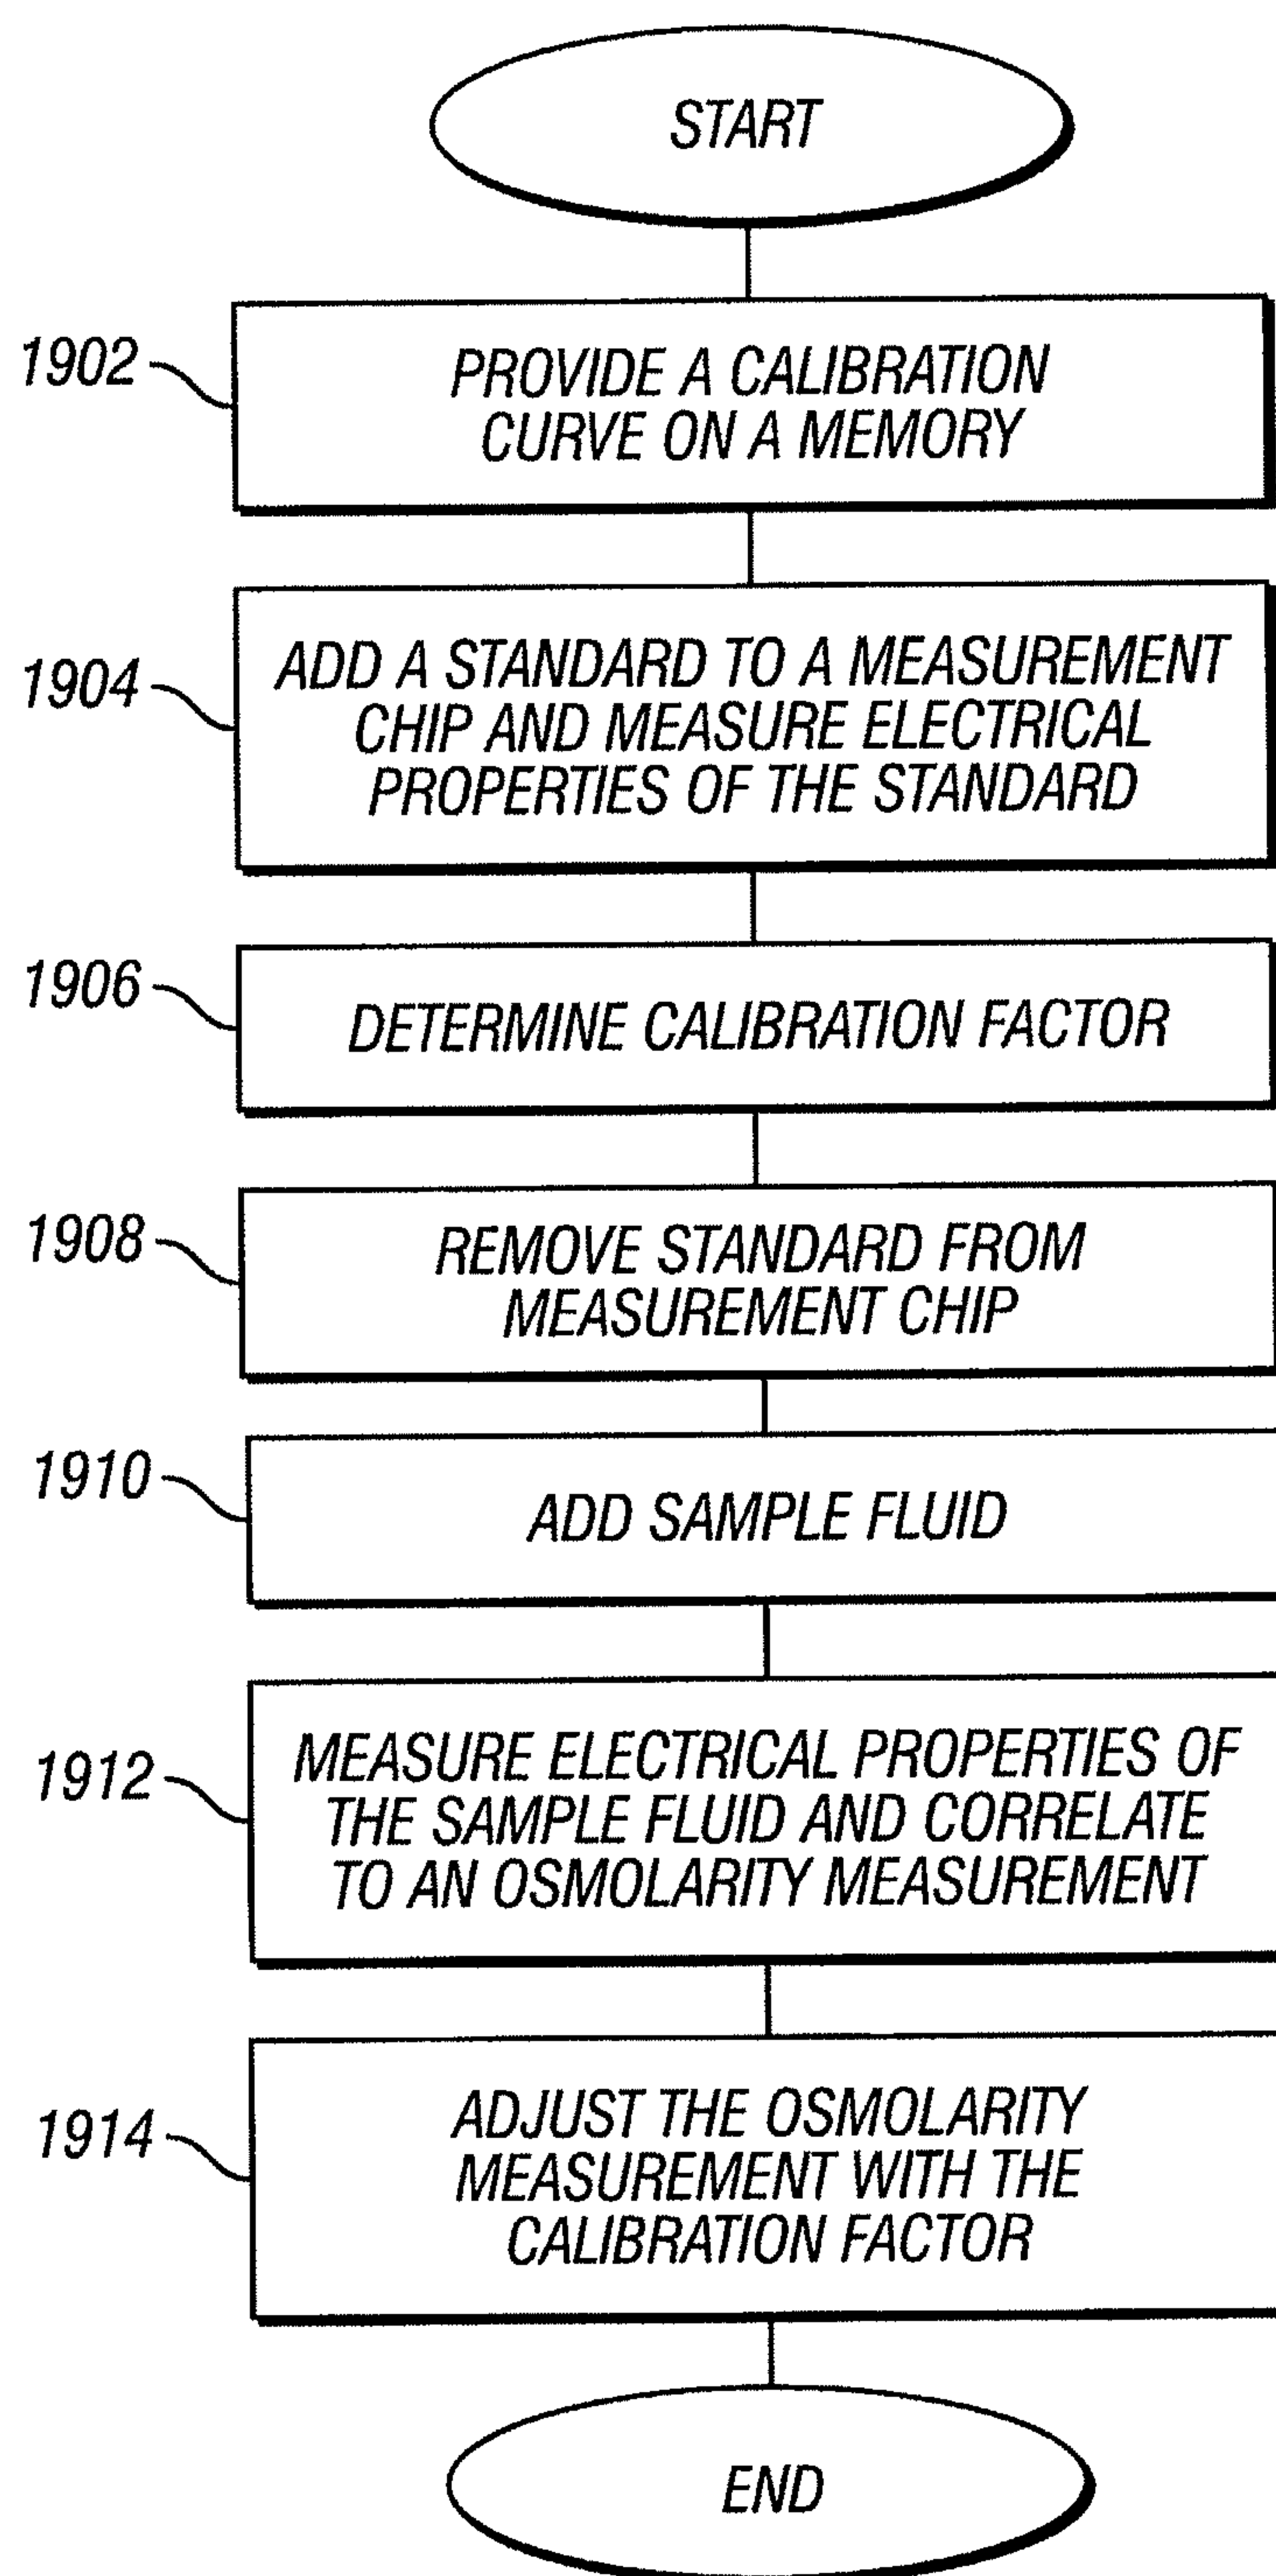 START
1902
PROVIDE A CALIBRATION
CURVE ON A MEMORY
1904
ADD A STANDARD TO A MEASUREMENT
CHIP AND MEASURE ELECTRICAL
PROPERTIES OF THE STANDARD
1906
DETERMINE CALIBRATION FACTOR
1908
REMOVE STANDARD FROM
MEASUREMENT CHIP
1910
ADD SAMPLE FLUID
1912
MEASURE ELECTRICAL PROPERTIES OF
THE SAMPLE FLUID AND CORRELATE
TO AN OSMOLARITY MEASUREMENT
1914
ADJUST THE OSMOLARITY
MEASUREMENT WITH THE
CALIBRATION FACTOR
END